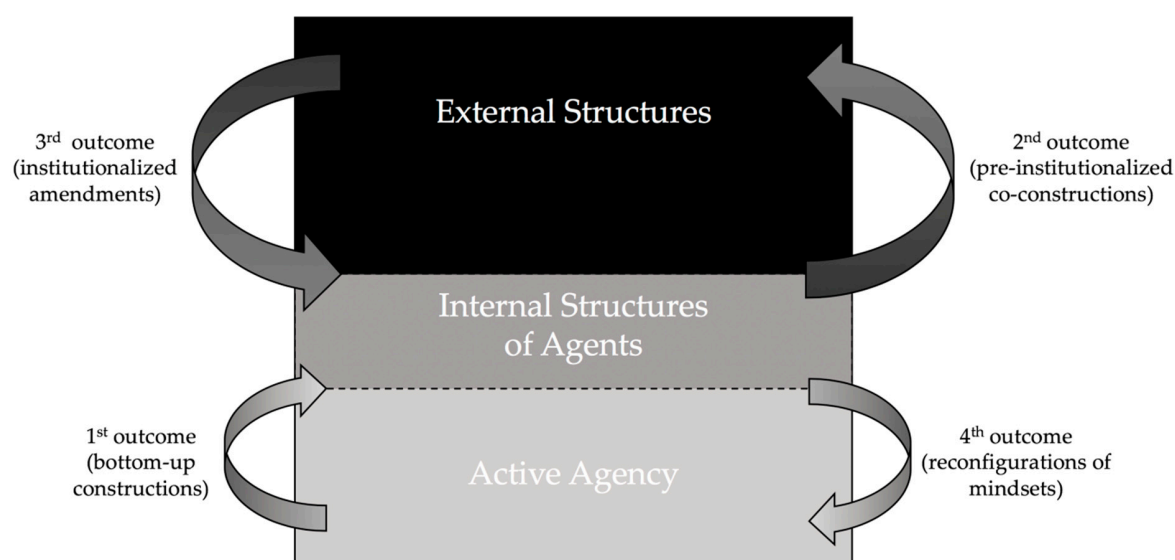 External Structures
3rd outcome
(institutionalized
amendments)
2nd outcome
(pre-institutionalized
co-constructions)
Internal Structures
of Agents
1st outcome
(bottom-up
constructions)
Active Agency
4th outcome
(reconfigurations of
mindsets)